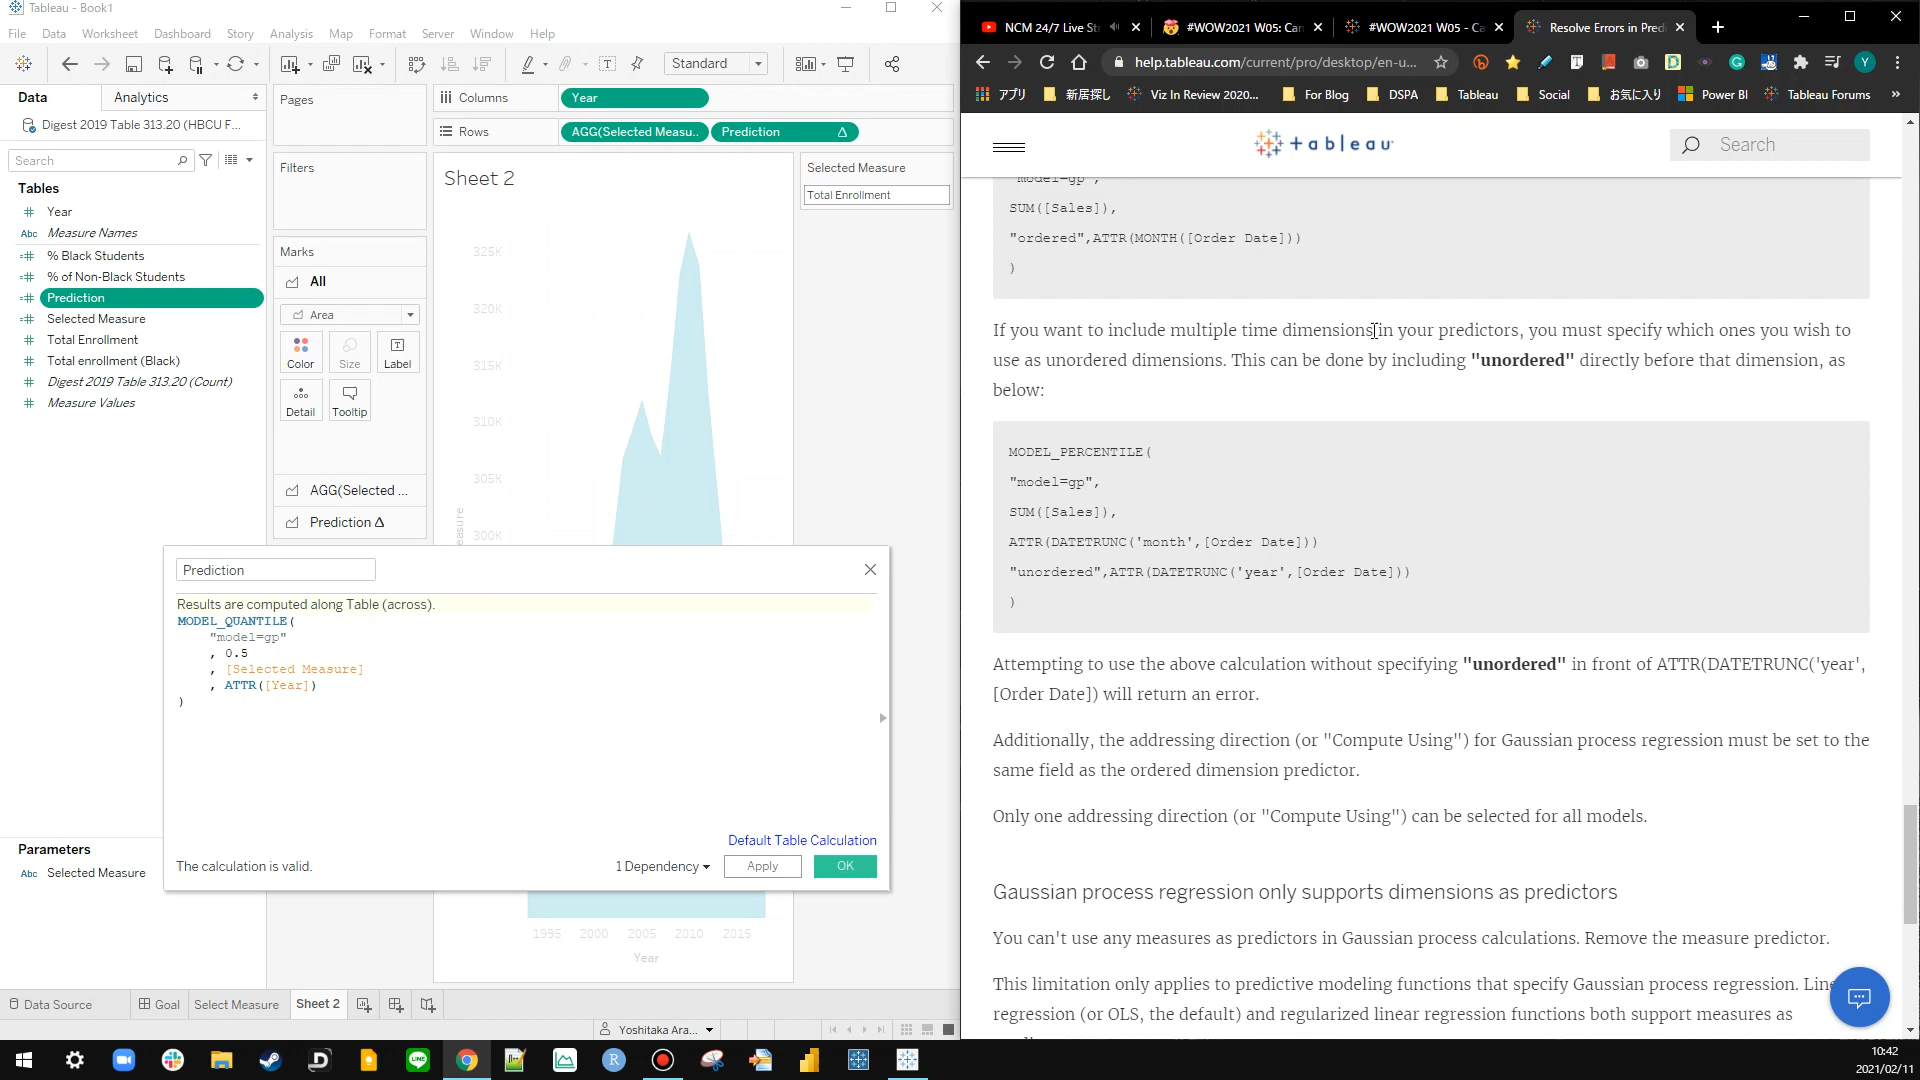 Tableau - Book1
File Data Worksheet Dashboard Story Analysis Map Format Server Window Help
Standard
Data
Analytics
Digest 2019 Table 313.20 (HBCU F...
Search
Tables
Year
Abc Measure Names
% Black Students
% of Non-Black Students
Prediction
Selected Measure
Total Enrollment
Total enrollment (Black)
Digest 2019 Table 313.20 (Count)
Measure Values
Parameters
Abc Selected Measure
Pages
Filters
Marks
All
Area
Color
Size
Label
Detail
Tooltip
AGG(Selected ...
Prediction Δ
Columns
Year
Rows
AGG(Selected Measu..
Prediction Δ
Sheet 2
325K
320K
315K
310K
305K
300K
easure
1995 2000 2005 2010 2015
Year
Selected Measure
Total Enrollment
Prediction
Results are computed along Table (across).
MODEL_QUANTILE(
"model=gp"
, 0.5
, [Selected Measure]
, ATTR([Year])
)
Default Table Calculation
The calculation is valid.
1 Dependency
Apply
OK
Data Source
Goal
Select Measure
Sheet 2
Yoshitaka Ara...
NCM 24/7 Live St
#WOW2021 W05: Car
#WOW2021 W05 - Ca
Resolve Errors in Pred
help.tableau.com/current/pro/desktop/en-u...
Y
アプリ
新居探し
Viz In Review 2020...
For Blog
DSPA
Tableau
Social
お気に入り
Power BI
Tableau Forums
»
+ableau
Search
"model=gp",
SUM([Sales]),
"ordered",ATTR(MONTH([Order Date]))
)
If you want to include multiple time dimensions in your predictors, you must specify which ones you wish to
use as unordered dimensions. This can be done by including "unordered" directly before that dimension, as
below:
MODEL_PERCENTILE(
"model=gp",
SUM([Sales]),
ATTR(DATETRUNC('month',[Order Date]))
"unordered",ATTR(DATETRUNC('year',[Order Date]))
)
Attempting to use the above calculation without specifying "unordered" in front of ATTR(DATETRUNC('year',
[Order Date]) will return an error.
Additionally, the addressing direction (or "Compute Using") for Gaussian process regression must be set to the
same field as the ordered dimension predictor.
Only one addressing direction (or "Compute Using") can be selected for all models.
Gaussian process regression only supports dimensions as predictors
You can't use any measures as predictors in Gaussian process calculations. Remove the measure predictor.
This limitation only applies to predictive modeling functions that specify Gaussian process regression. Line
regression (or OLS, the default) and regularized linear regression functions both support measures as
10:42
2021/02/11